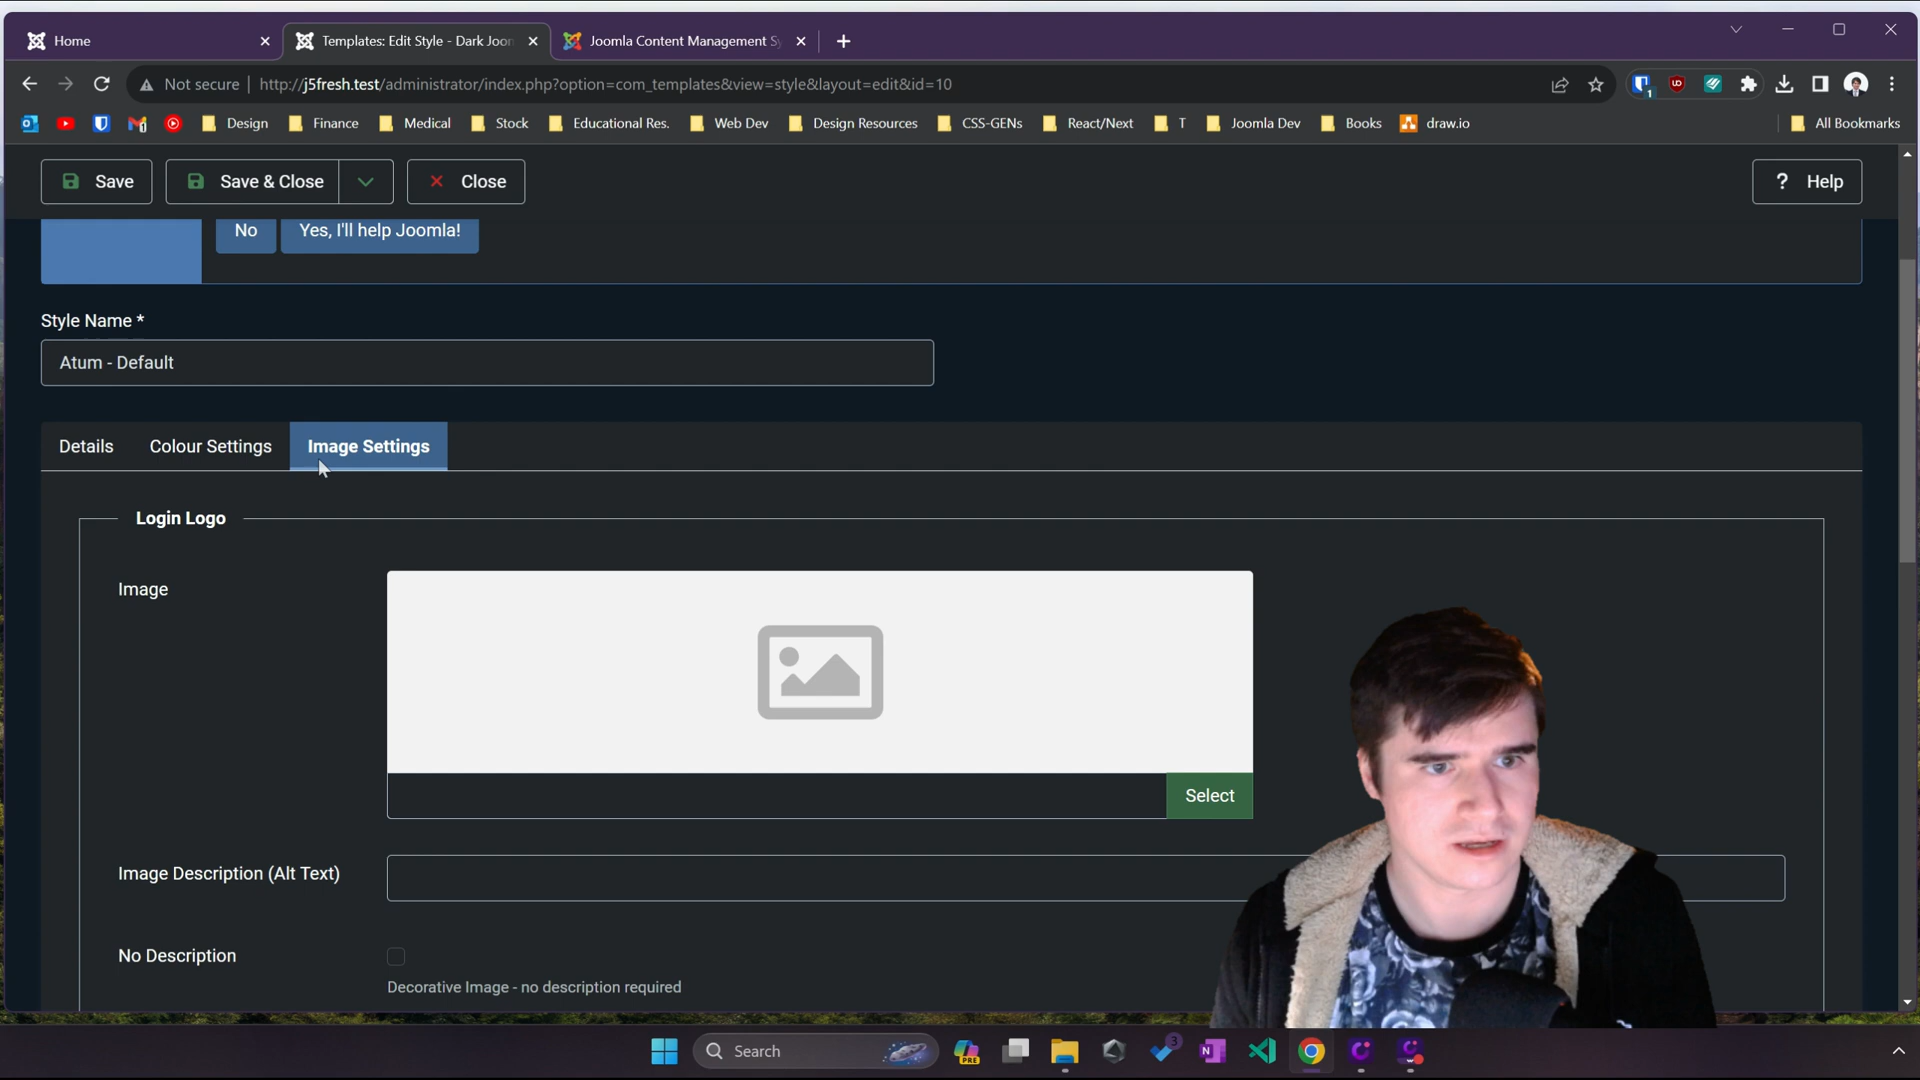 Home
Templates: Edit Style - Dark Joom
Joomla Content Management Sy
Not secure
http://j5fresh.test/administrator/index.php?option=com_templates&view=style&layout=edit&id=10
Design
Finance
Medical
Stock
Educational Res.
Web Dev
Design Resources
CSS-GENs
React/Next
T
Joomla Dev
Books
draw.io
All Bookmarks
Save
Save & Close
Close
? Help
No
Yes, I'll help Joomla!
Style Name *
Atum - Default
Details
Colour Settings
Image Settings
Login Logo
Image
Select
Image Description (Alt Text)
No Description
Decorative Image - no description required
Search
PRE
3